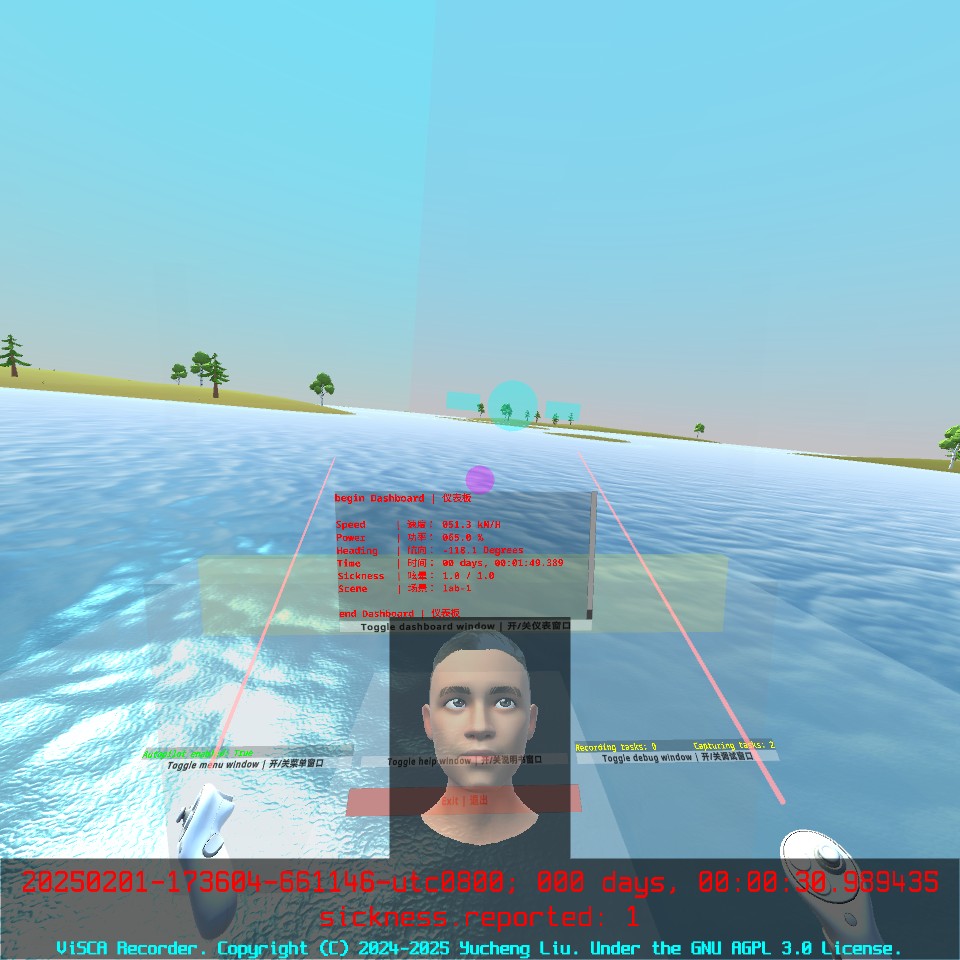 begin Dashboard | 仪表板
Speed | 速度： 051.3 kM/H
Power | 功率： 065.0 %
Heading | 航向： -118.1 Degrees
Time | 时间： 00 days, 00:01:49.389
Sickness | 眩晕： 1.0 / 1.0
Scene | 场景： lab-1
end Dashboard | 仪表板
Toggle dashboard window | 开/关仪表窗口
Autopilot enabled: True
Recording tasks: 0 Capturing tasks: 2
Toggle menu window | 开/关菜单窗口
Toggle help window | 开/关说明书窗口
Toggle debug window | 开/关调试窗口
Exit | 退出
20250201-173604-661146-utc0800; 000 days, 00:00:30.989435
sickness.reported: 1
ViSCA Recorder. Copyright (C) 2024-2025 Yucheng Liu. Under the GNU AGPL 3.0 License.